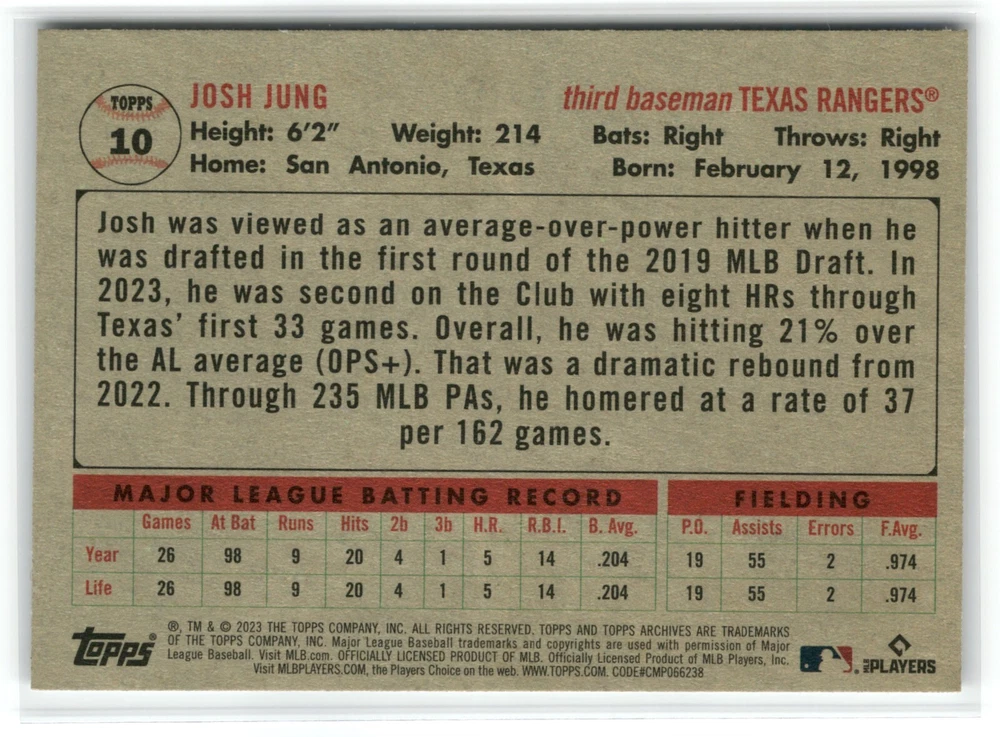 TOPPS
10
JOSH JUNG third baseman TEXAS RANGERS®
Height: 6'2" Weight: 214 Bats: Right Throws: Right
Home: San Antonio, Texas Born: February 12, 1998
Josh was viewed as an average-over-power hitter when he
was drafted in the first round of the 2019 MLB Draft. In
2023, he was second on the Club with eight HRs through
Texas' first 33 games. Overall, he was hitting 21% over
the AL average (OPS+). That was a dramatic rebound from
2022. Through 235 MLB PAs, he homered at a rate of 37
per 162 games.
MAJOR LEAGUE BATTING RECORD FIELDING
Games At Bat Runs Hits 2b 3b H.R. R.B.I. B. Avg. P.O. Assists Errors F.Avg.
Year 26 98 9 20 4 1 5 14 .204 19 55 2 .974
Life 26 98 9 20 4 1 5 14 .204 19 55 2 .974
topps®
®, TM & © 2023 THE TOPPS COMPANY, INC. ALL RIGHTS RESERVED. TOPPS AND TOPPS ARCHIVES ARE TRADEMARKS
OF THE TOPPS COMPANY, INC. Major League Baseball trademarks and copyrights are used with permission of Major
League Baseball. Visit MLB.com. OFFICIALLY LICENSED PRODUCT OF MLB. Officially Licensed Product of MLB Players, Inc.
Visit MLBPLAYERS.com, the Players Choice on the web. WWW.TOPPS.COM. CODE#CMP066238
MLB PLAYERS